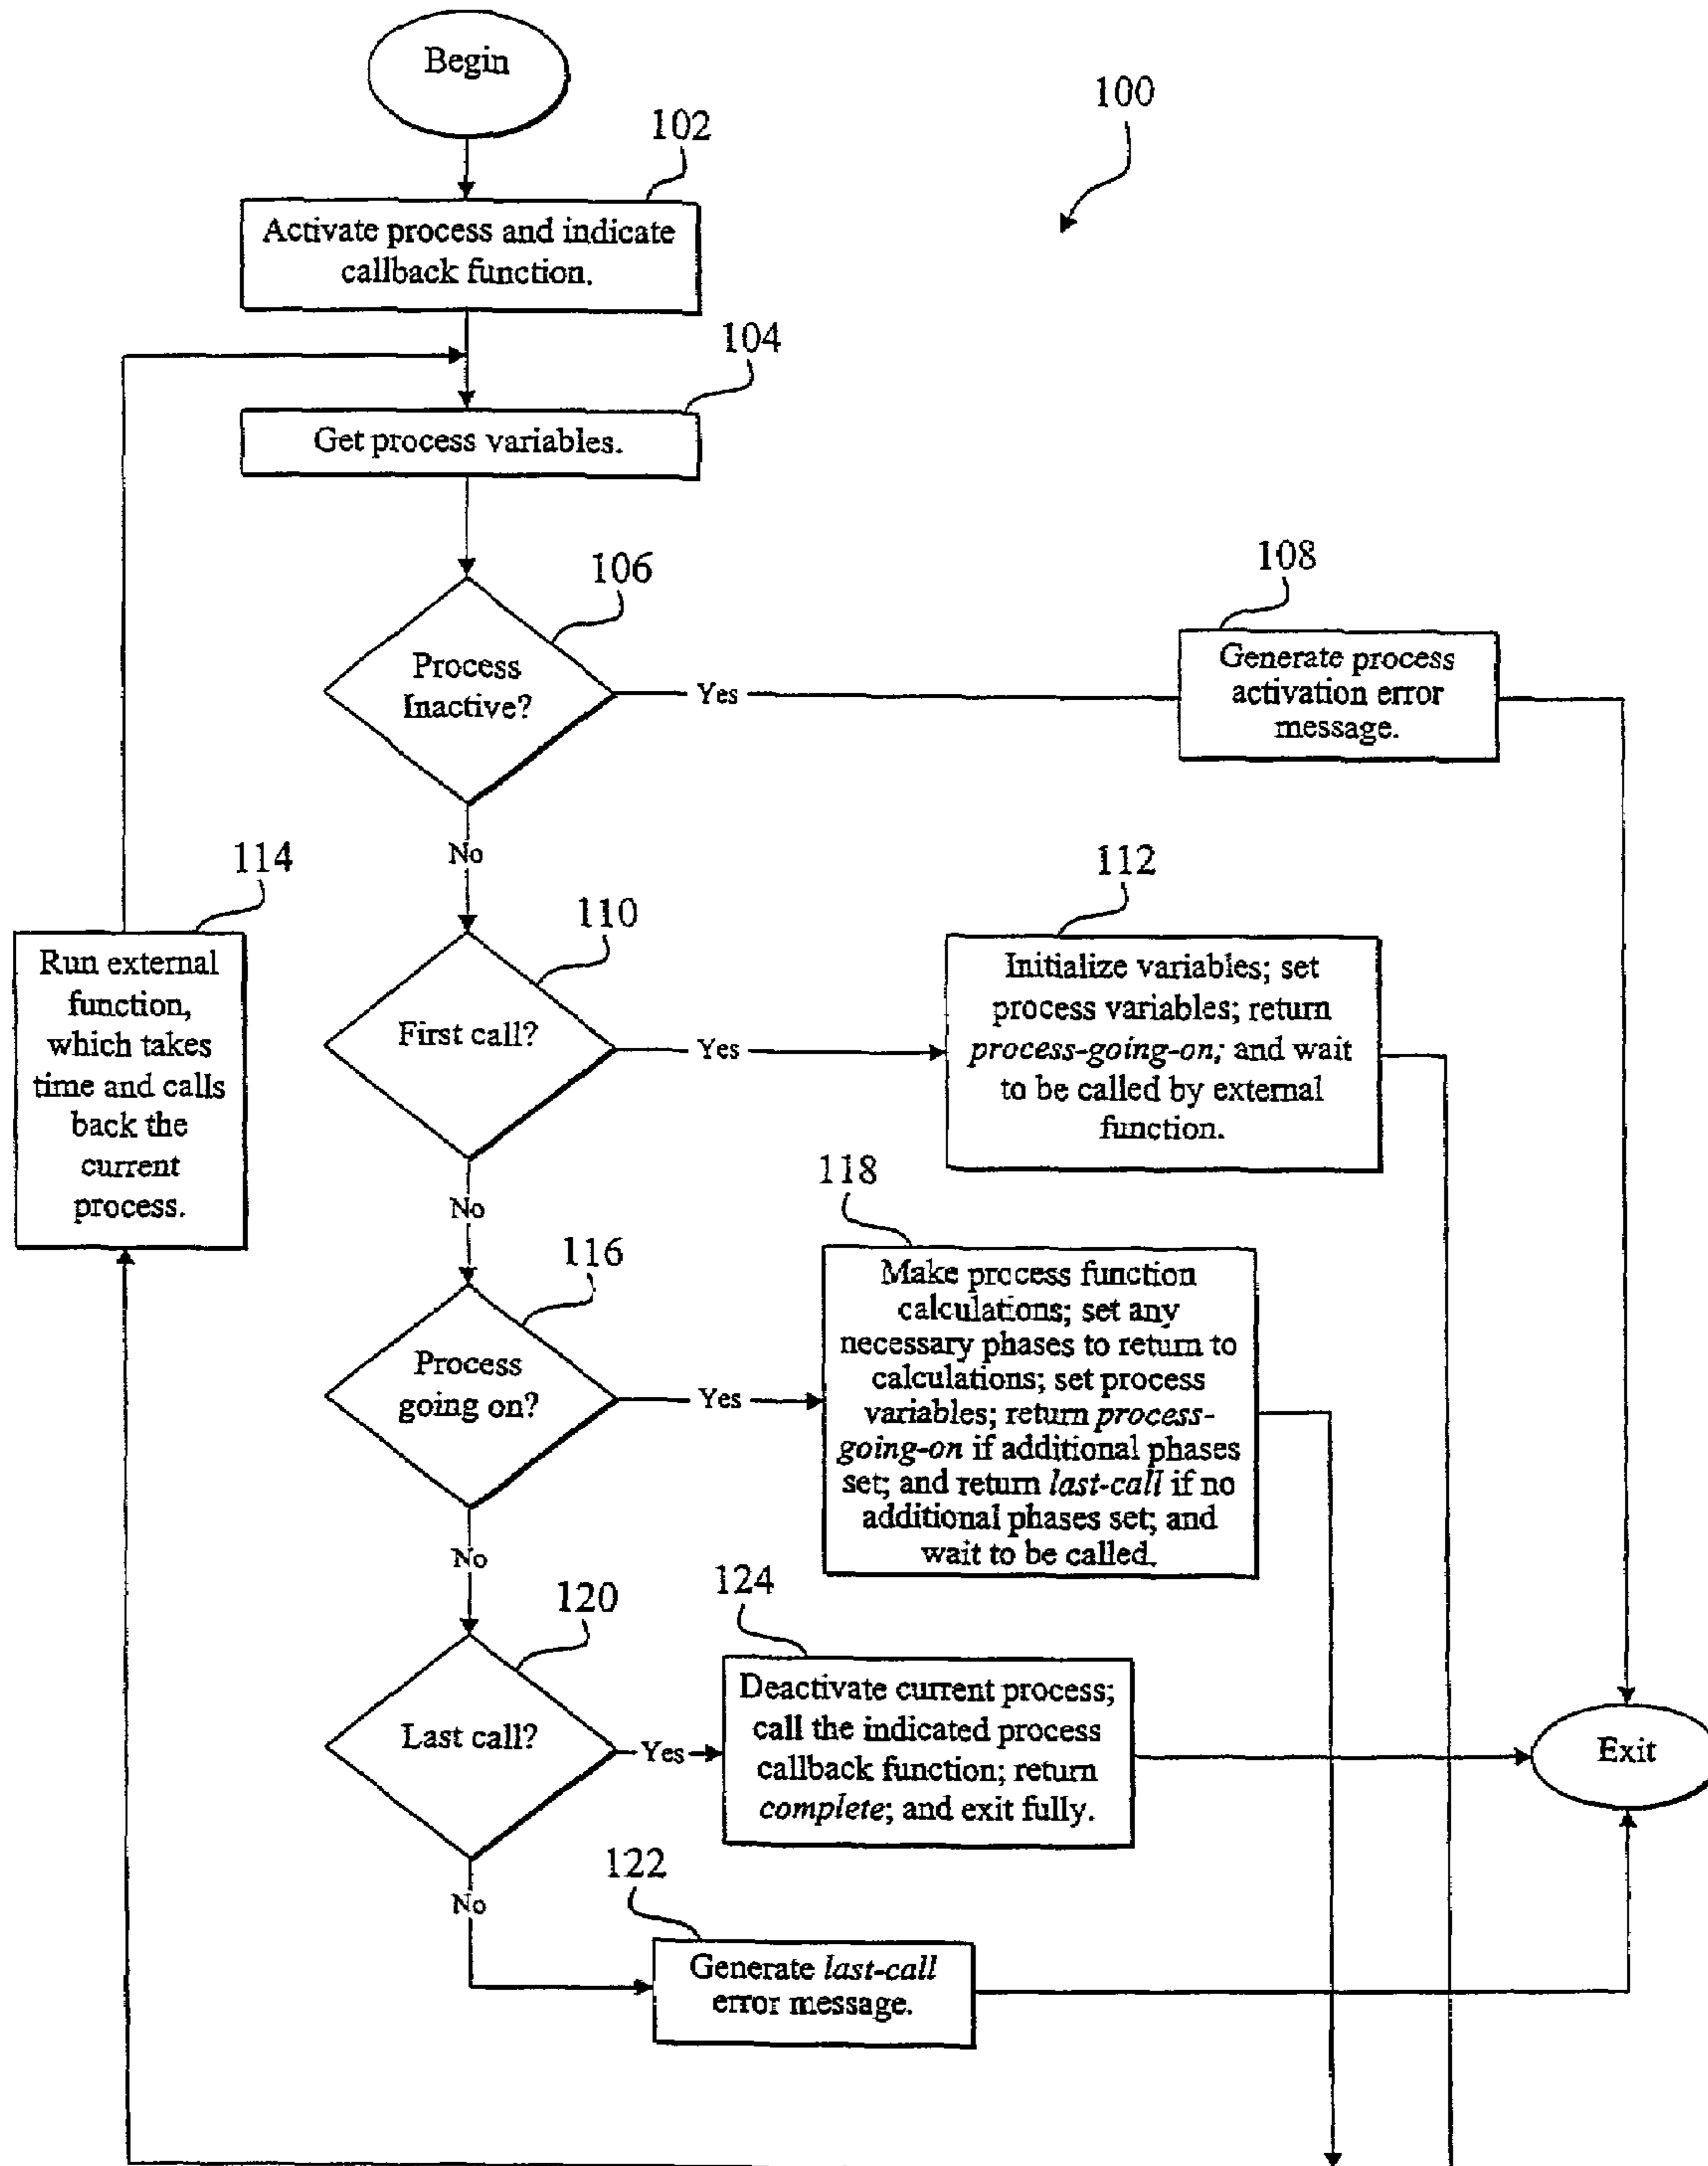 Begin
100
102
Activate process and indicate
callback function.
104
Get process variables.
106
Process
Inactive?
Yes
108
Generate process
activation error
message.
No
114
Run external
function,
which takes
time and calls
back the
current
process.
110
First call?
Yes
112
Initialize variables; set
process variables; return
process-going-on; and wait
to be called by external
function.
No
116
Process
going on?
Yes
118
Make process function
calculations; set any
necessary phases to return to
calculations; set process
variables; return process-
going-on if additional phases
set; and return last-call if no
additional phases set; and
wait to be called.
No
120
Last call?
Yes
124
Deactivate current process;
call the indicated process
callback function; return
complete; and exit fully.
Exit
No
122
Generate last-call
error message.